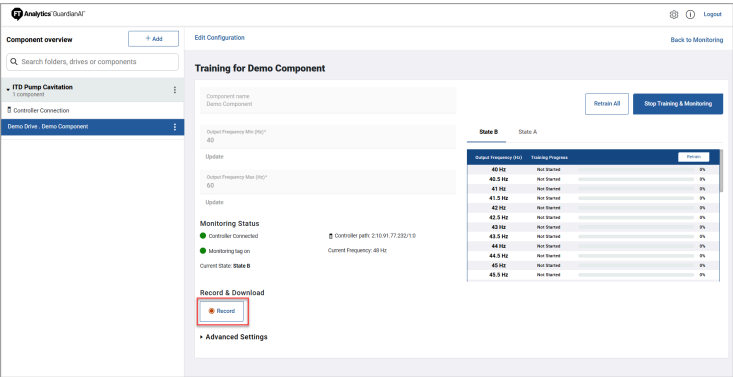 FT Analytics™ GuardianAI™
Logout
Component overview
+ Add
Edit Configuration
Back to Monitoring
Search folders, drives or components
Training for Demo Component
ITD Pump Cavitation
1 component
Controller Connection
Demo Drive . Demo Component
Component name
Demo Component
Retrain All
Stop Training & Monitoring
Output Frequency Min (Hz)*
40
Update
Output Frequency Max (Hz)*
60
Update
State B State A
Output Frequency (Hz) Training Progress Retrain
40 Hz Not Started 0%
40.5 Hz Not Started 0%
41 Hz Not Started 0%
41.5 Hz Not Started 0%
42 Hz Not Started 0%
42.5 Hz Not Started 0%
43 Hz Not Started 0%
43.5 Hz Not Started 0%
44 Hz Not Started 0%
44.5 Hz Not Started 0%
45 Hz Not Started 0%
45.5 Hz Not Started 0%
Monitoring Status
Controller Connected
Controller path: 2:10.91.77.232/1:0
Monitoring tag on
Current Frequency: 48 Hz
Current State: State B
Record & Download
Record
Advanced Settings